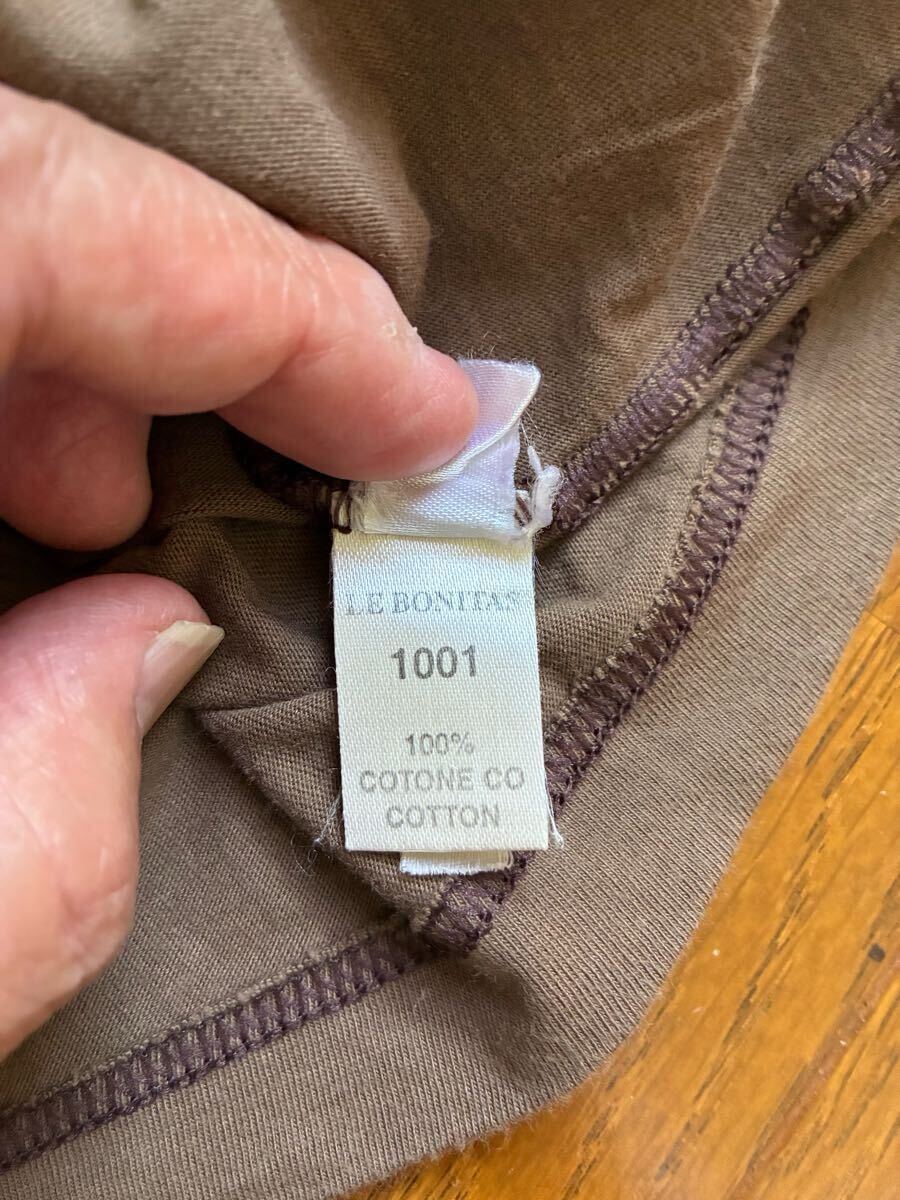 LE BONITAS
1001
100%
COTONE CO
COTTON